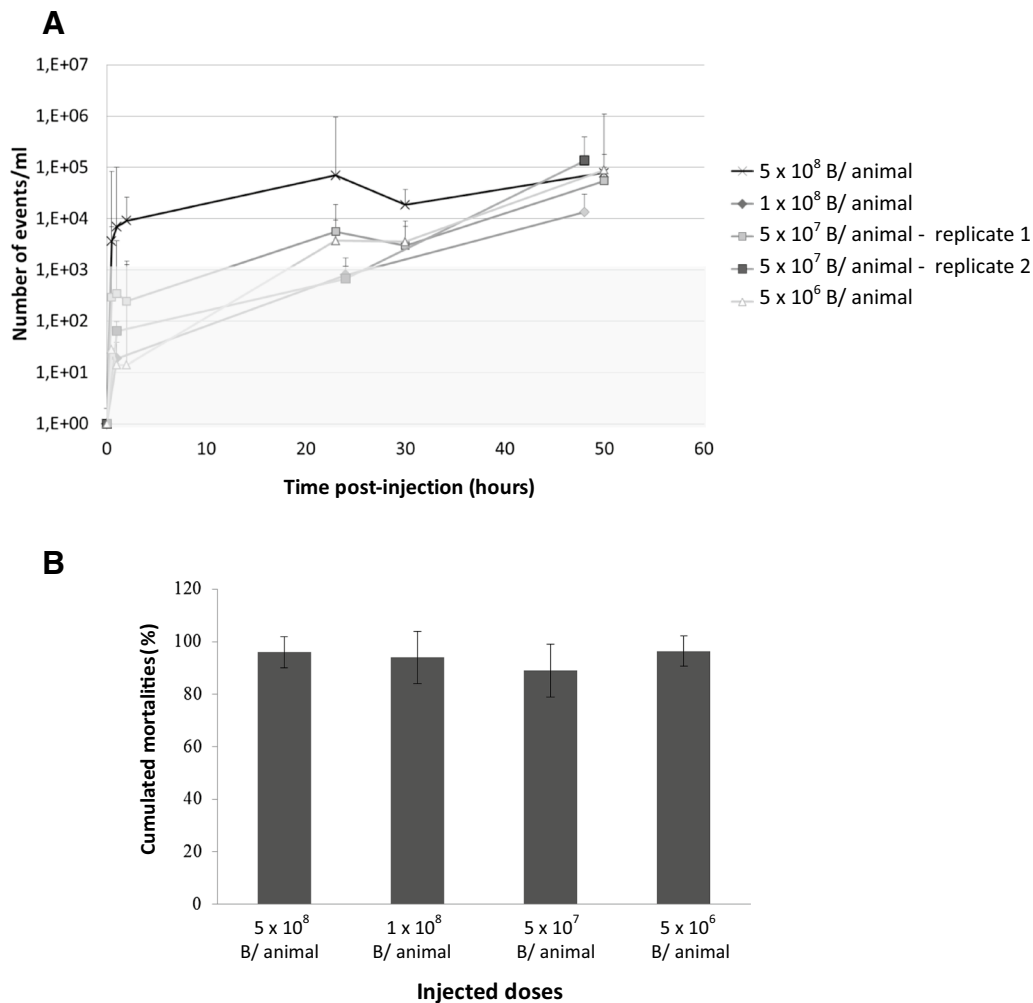 A
1,E+07
1,E+06
1,E+05
1,E+04
1,E+03
1,E+02
1,E+01
1,E+00
Number of events/ml
0 10 20 30 40 50 60
Time post-injection (hours)
5 x 10⁸ B/ animal
1 x 10⁸ B/ animal
5 x 10⁷ B/ animal - replicate 1
5 x 10⁷ B/ animal - replicate 2
5 x 10⁶ B/ animal
B
120
100
80
60
40
20
0
Cumulated mortalities(%)
5 x 10⁸ 1 x 10⁸ 5 x 10⁷ 5 x 10⁶
B/ animal B/ animal B/ animal B/ animal
Injected doses